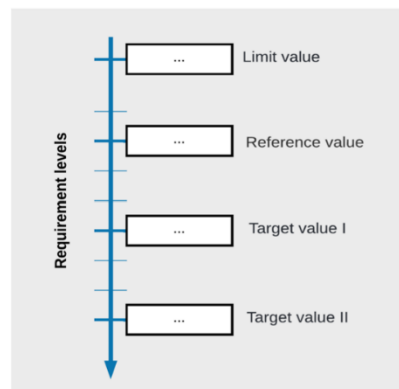 Requirement levels
... Limit value
... Reference value
... Target value I
... Target value II